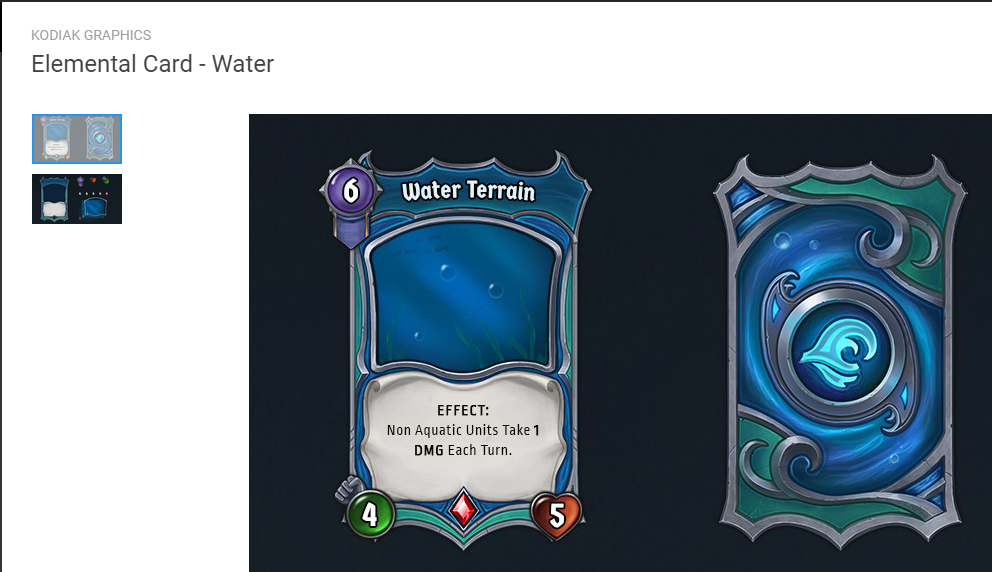 KODIAK GRAPHICS
Elemental Card - Water
6
Water Terrain
EFFECT:
Non Aquatic Units Take 1
DMG Each Turn.
4
5